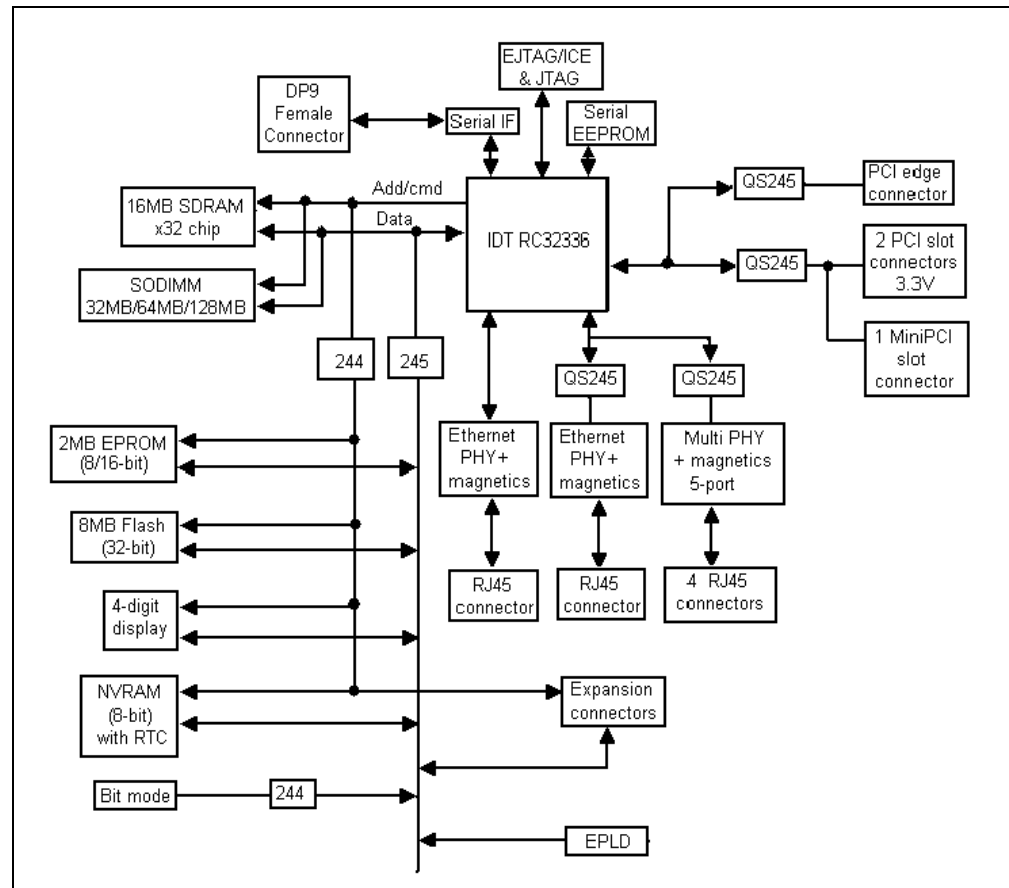 EJTAG/ICE
& JTAG
DP9
Female
Connector
Serial IF
Serial
EEPROM
QS245
PCI edge
connector
Add/cmd
16MB SDRAM
x32 chip
Data
IDT RC32336
QS245
2 PCI slot
connectors
3.3V
SODIMM
32MB/64MB/128MB
1 MiniPCI
slot
connector
244
245
QS245
QS245
2MB EPROM
(8/16-bit)
Ethernet
PHY+
magnetics
Ethernet
PHY+
magnetics
Multi PHY
+ magnetics
5-port
8MB Flash
(32-bit)
RJ45
connector
RJ45
connector
4 RJ45
connectors
4-digit
display
NVRAM
(8-bit)
with RTC
Expansion
connectors
Bit mode
244
EPLD